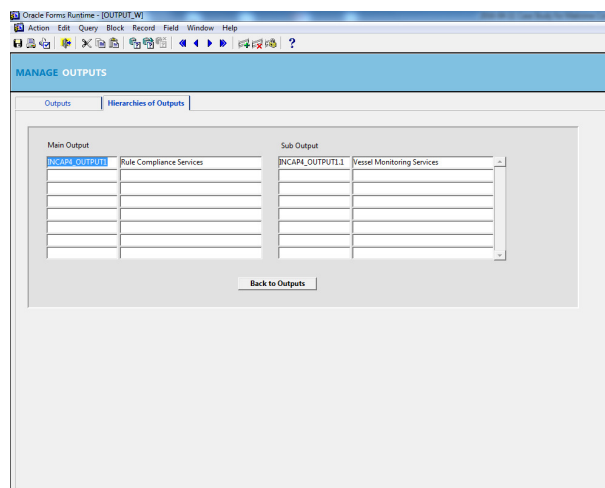 Oracle Forms Runtime - [OUTPUT_W]
Action Edit Query Block Record Field Window Help
?
MANAGE OUTPUTS
Outputs Hierarchies of Outputs
Main Output Sub Output
INCAP4_OUTPUT1 Rule Compliance Services INCAP4_OUTPUT1.1 Vessel Monitoring Services
Back to Outputs